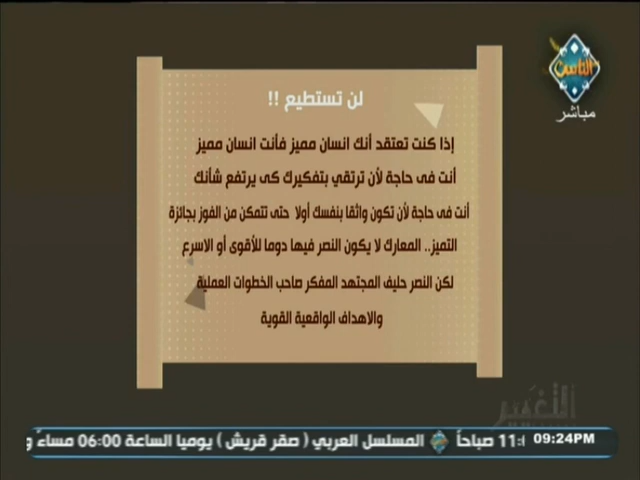 الناس
مباشر
لن تستطيع !!
إذا كنت تعتقد أنك انسان مميز فأنت انسان مميز
أنت فى حاجة لأن ترتقي بتفكيرك كى يرتفع شأنك
أنت فى حاجة لأن تكون واثقا بنفسك أولا حتى تتمكن من الفوز بجائزة
التميز.. المعارك لا يكون النصر فيها دوما للأقوى أو الاسرع
لكن النصر حليف المجتهد المفكر صاحب الخطوات العملية
والاهداف الواقعية القوية
التغيير
11:0 صباحاً المسلسل العربي ( صقر قريش ) يوميا الساعة 06:00 مساءً و
09:24PM